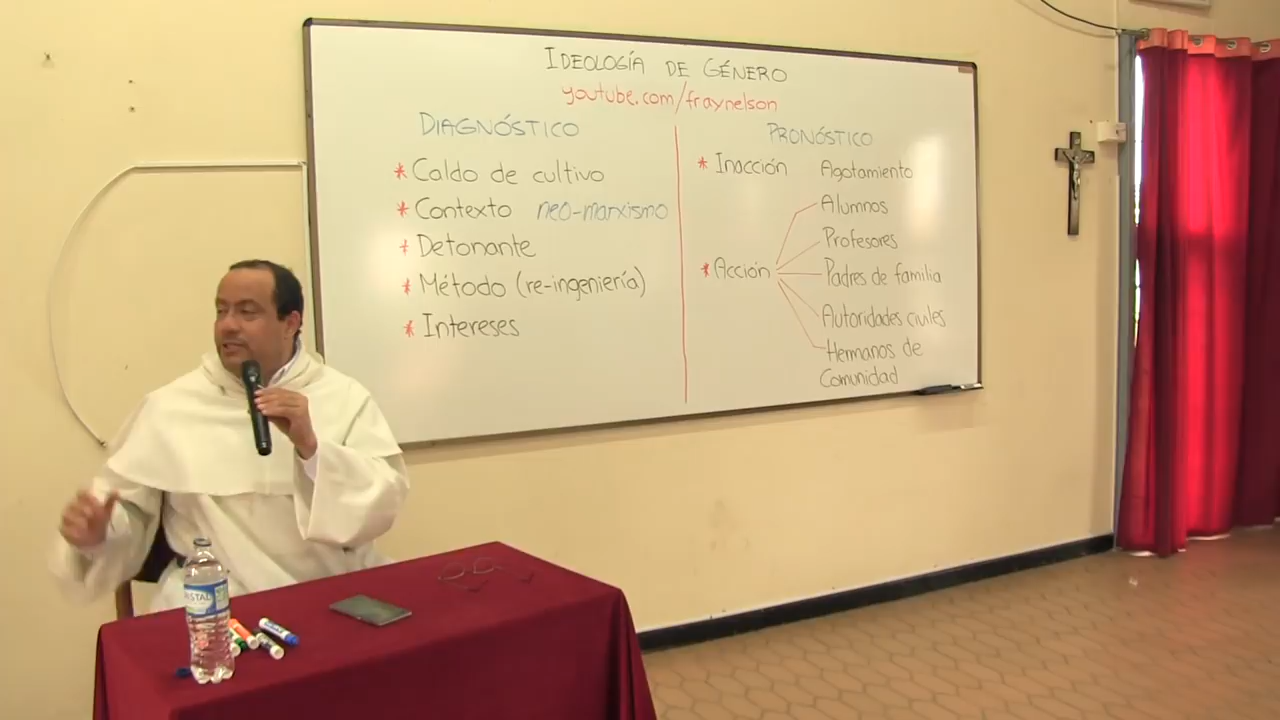 IDEOLOGÍA DE GÉNERO
youtube.com/fraynelson
DIAGNÓSTICO
* Caldo de cultivo
* Contexto neo-marxismo
* Detonante
* Método (re-ingeniería)
* Intereses
PRONÓSTICO
* Inacción Agotamiento
Alumnos
Profesores
* Acción Padres de familia
Autoridades civiles
Hermanos de
Comunidad